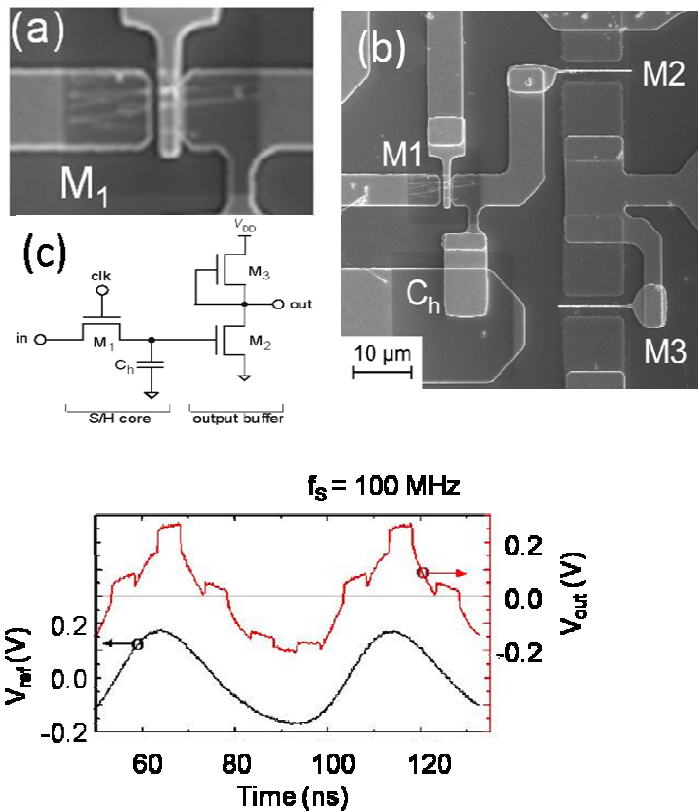 (a)
M1
(b)
M2
M1
Ch
10 µm
M3
(c)
VDD
M3
clk
out
in
M1
M2
Ch
S/H core
output buffer
fs = 100 MHz
0.2
0.0
-0.2
Vout (V)
0.2
0.0
-0.2
Vref (V)
60
80
100
120
Time (ns)